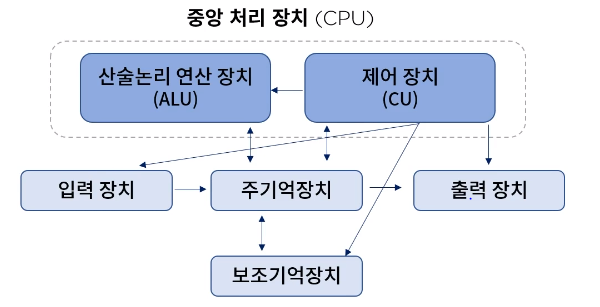 중앙 처리 장치 (CPU)
산술논리 연산 장치
(ALU)
제어 장치
(CU)
입력 장치
주기억장치
출력 장치
보조기억장치